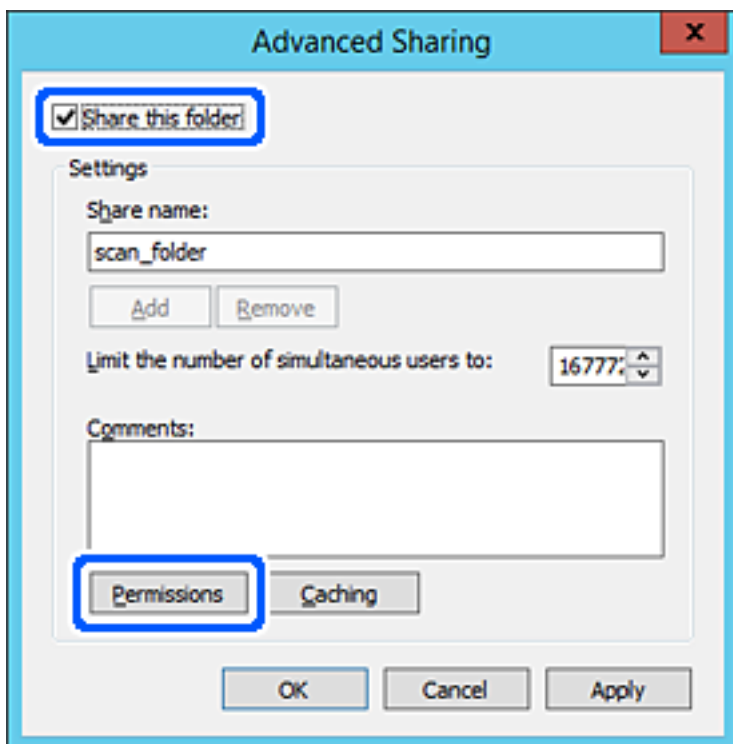 Advanced Sharing
x
Share this folder
Settings
Share name:
scan_folder
Add Remove
Limit the number of simultaneous users to:
Comments:
Permissions Caching
OK Cancel Apply